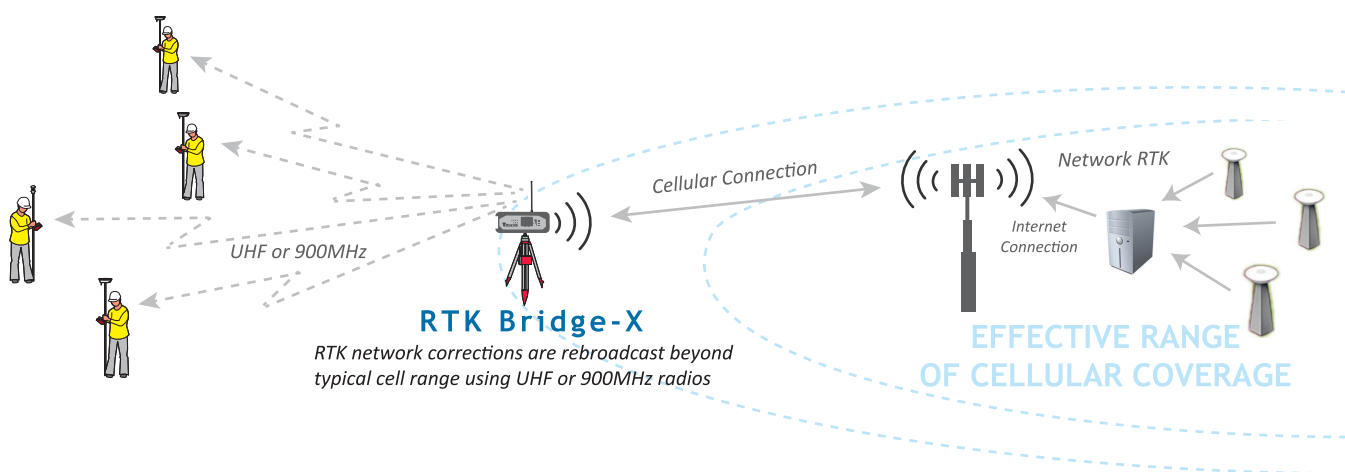 Cellular Connection
Network RTK
Internet
Connection
UHF or 900MHz
RTK Bridge-X
RTK network corrections are rebroadcast beyond
typical cell range using UHF or 900MHz radios
EFFECTIVE RANGE
OF CELLULAR COVERAGE